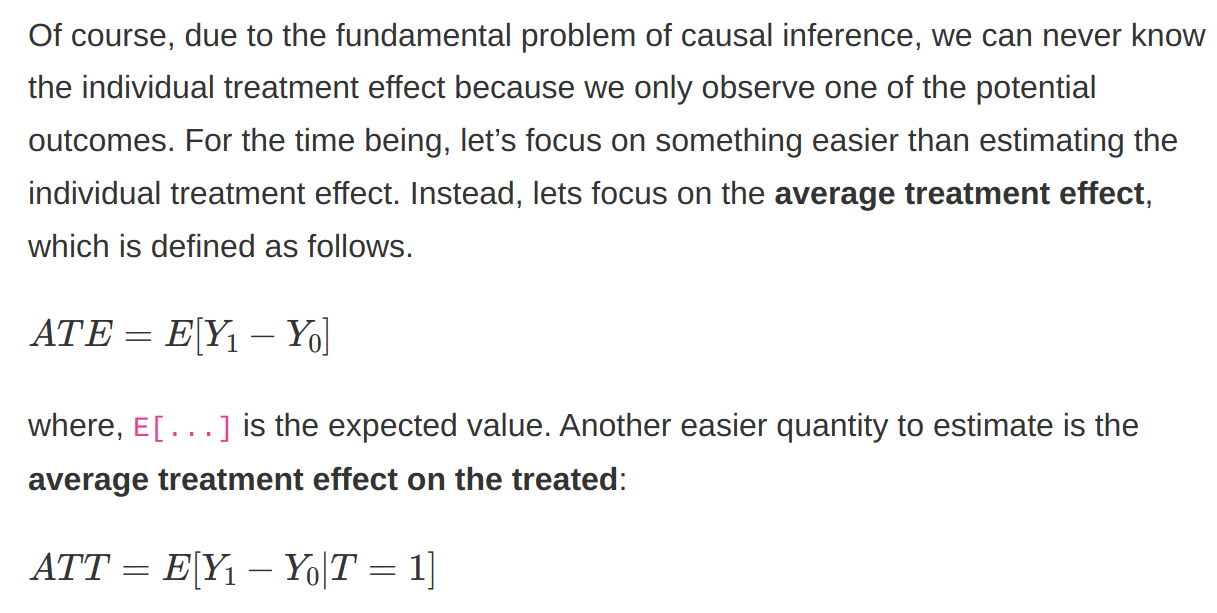 Of course, due to the fundamental problem of causal inference, we can never know
the individual treatment effect because we only observe one of the potential
outcomes. For the time being, let’s focus on something easier than estimating the
individual treatment effect. Instead, lets focus on the average treatment effect,
which is defined as follows.
ATE = E[Y₁ − Y₀]
where, E[...] is the expected value. Another easier quantity to estimate is the
average treatment effect on the treated:
ATT = E[Y₁ − Y₀|T = 1]